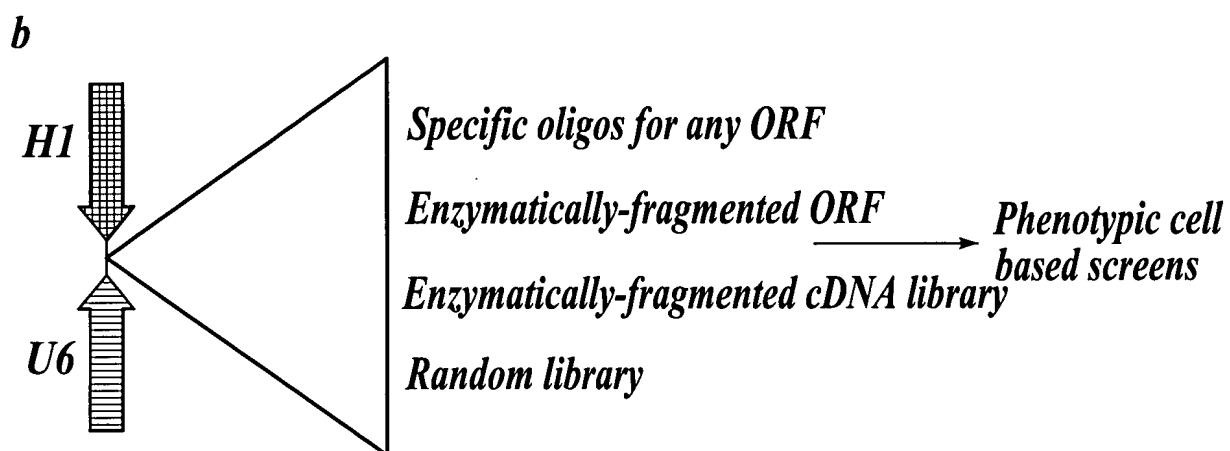 b
H1
U6
Specific oligos for any ORF
Enzymatically-fragmented ORF
Enzymatically-fragmented cDNA library
Random library
Phenotypic cell
based screens